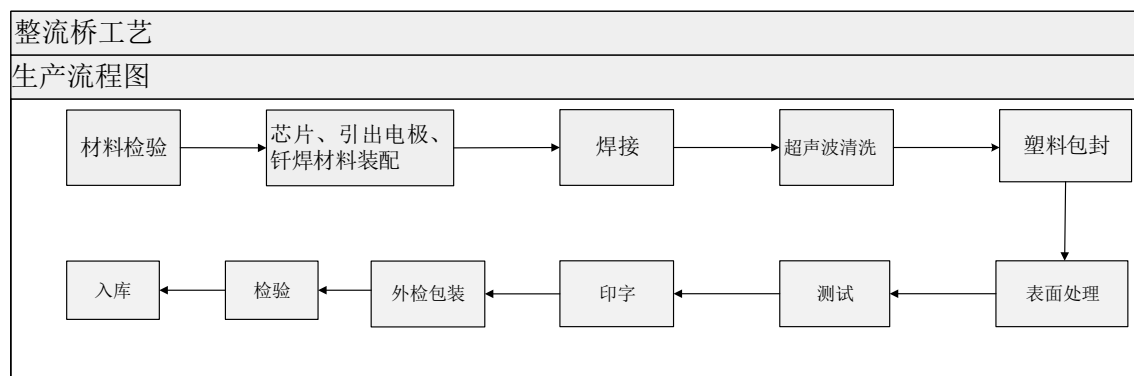 整流桥工艺
生产流程图
材料检验
芯片、引出电极、
钎焊材料装配
焊接
超声波清洗
塑料包封
表面处理
测试
印字
外检包装
检验
入库